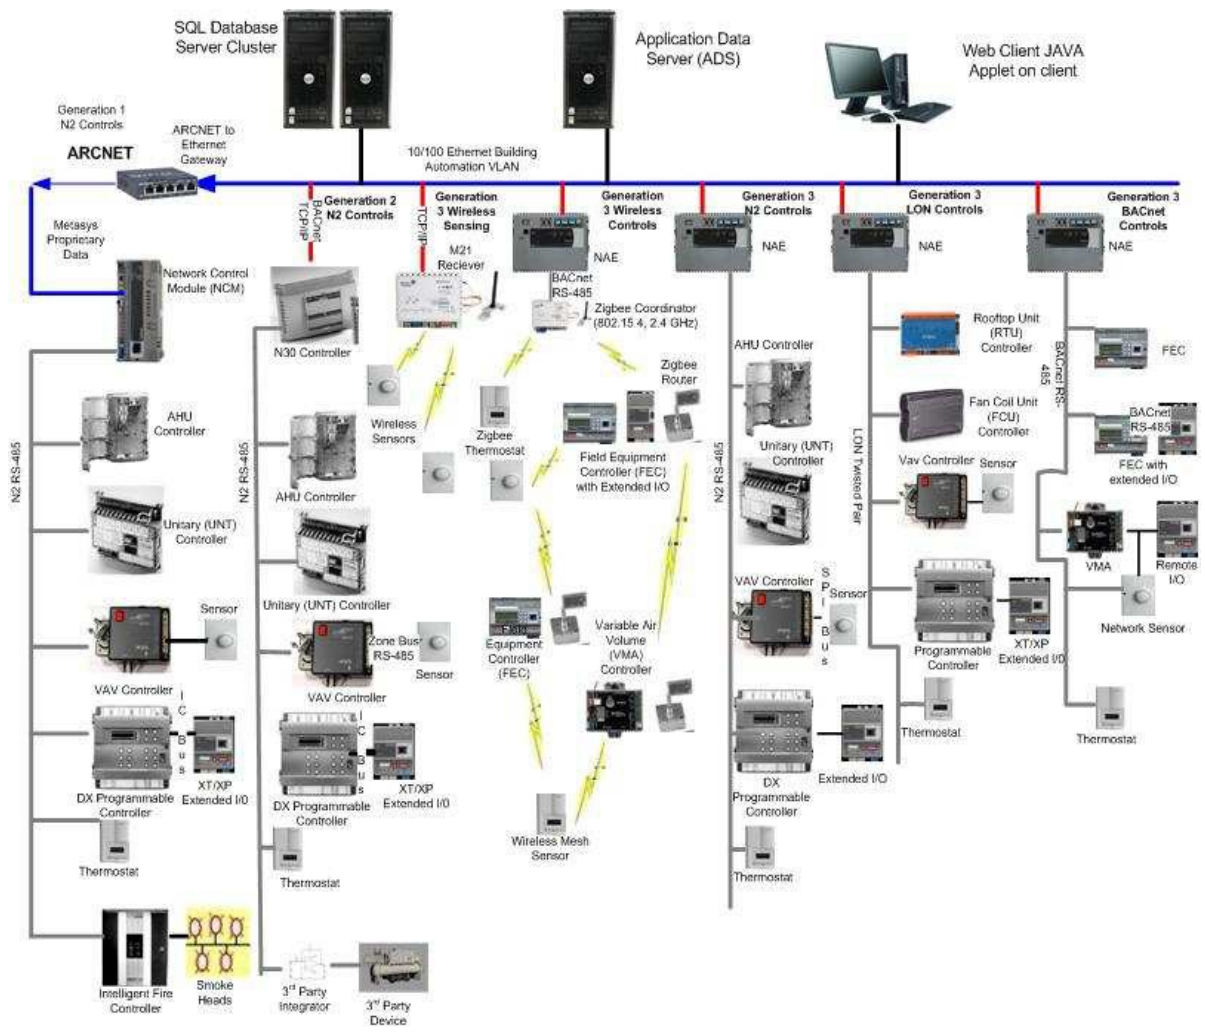 SQL Database
Server Cluster
Application Data
Server (ADS)
Web Client JAVA
Applet on client
Generation 1
N2 Controls
ARCNET
ARCNET to
Ethernet
Gateway
10/100 Ethernet Building
Automation VLAN
Metasys
Proprietary
Data
Network Control
Module (NCM)
N2 RS-485
AHU
Controller
Unitary (UNT)
Controller
Sensor
VAV Controller
IC Bus
XT/XP
Extended I/0
DX Programmable
Controller
Thermostat
Intelligent Fire
Controller
Smoke
Heads
BACnet
TCP/IP
Generation 2
N2 Controls
N30 Controller
N2 RS-485
AHU Controller
Unitary (UNT) Controller
Zone Bus
RS-485
Sensor
VAV Controller
IC Bus
XT/XP
Extended I/0
DX Programmable
Controller
Thermostat
3rd Party
Integrator
3rd Party
Device
TCP/IP
Generation
3 Wireless
Sensing
M21
Reciever
Wireless
Sensors
Generation
3 Wireless
Controls
NAE
BACnet
RS-485
Zigbee Coordinator
(802.15 4, 2.4 GHz)
Zigbee
Router
Zigbee
Thermostat
Field Equipment
Controller (FEC)
with Extended I/O
Equipment
Controller
(FEC)
Variable Air
Volume
(VMA)
Controller
Wireless Mesh
Sensor
Generation 3
N2 Controls
NAE
N2 RS-485
AHU Controller
Unitary (UNT)
Controller
VAV Controller
SPI Bus
Sensor
Extended I/O
DX
Programmable
Controller
Thermostat
Generation 3
LON Controls
NAE
LON Twisted Pair
Rooftop Unit
(RTU)
Controller
Fan Coil Unit
(FCU)
Controller
Vav Controller
Sensor
Programmable
Controller
XT/XP
Extended I/0
Thermostat
Generation 3
BACnet
Controls
NAE
BACnet RS-
485
FEC
BACnet
RS-485
FEC with
extended I/O
VMA
Remote
I/O
Network Sensor
Thermostat